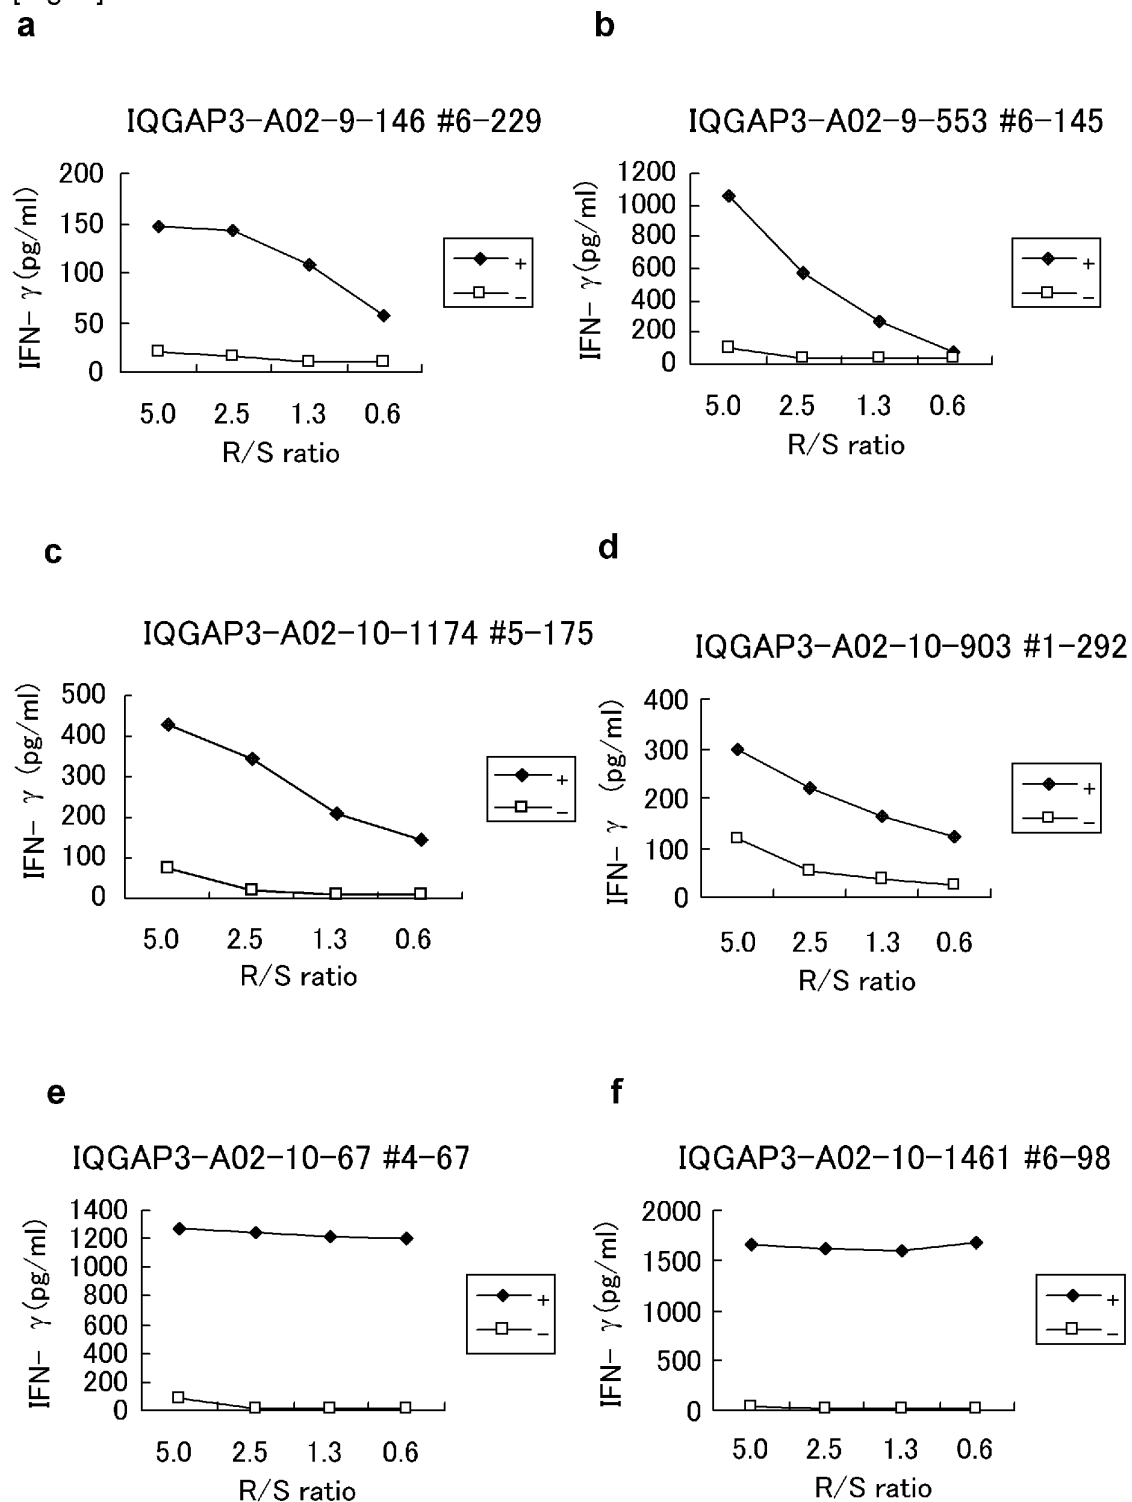 a
IQGAP3-A02-9-146 #6-229
IFN- γ (pg/ml)
200
150
100
50
0
5.0 2.5 1.3 0.6
R/S ratio
+
-
b
IQGAP3-A02-9-553 #6-145
IFN- γ (pg/ml)
1200
1000
800
600
400
200
0
5.0 2.5 1.3 0.6
R/S ratio
+
-
c
IQGAP3-A02-10-1174 #5-175
IFN- γ (pg/ml)
500
400
300
200
100
0
5.0 2.5 1.3 0.6
R/S ratio
+
-
d
IQGAP3-A02-10-903 #1-292
IFN- γ (pg/ml)
400
300
200
100
0
5.0 2.5 1.3 0.6
R/S ratio
+
-
e
IQGAP3-A02-10-67 #4-67
IFN- γ (pg/ml)
1400
1200
1000
800
600
400
200
0
5.0 2.5 1.3 0.6
R/S ratio
+
-
f
IQGAP3-A02-10-1461 #6-98
IFN- γ (pg/ml)
2000
1500
1000
500
0
5.0 2.5 1.3 0.6
R/S ratio
+
-